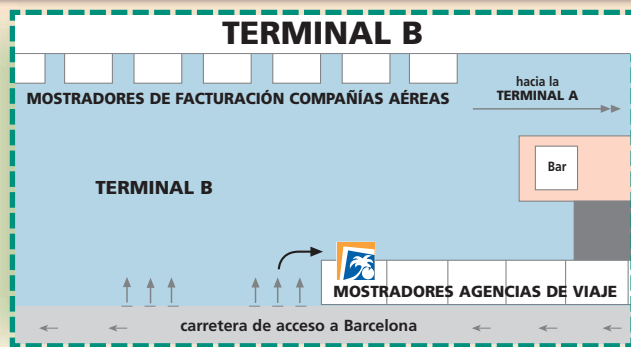 TERMINAL B
MOSTRADORES DE FACTURACIÓN COMPAÑÍAS AÉREAS
hacia la
TERMINAL A
Bar
TERMINAL B
MOSTRADORES AGENCIAS DE VIAJE
carretera de acceso a Barcelona